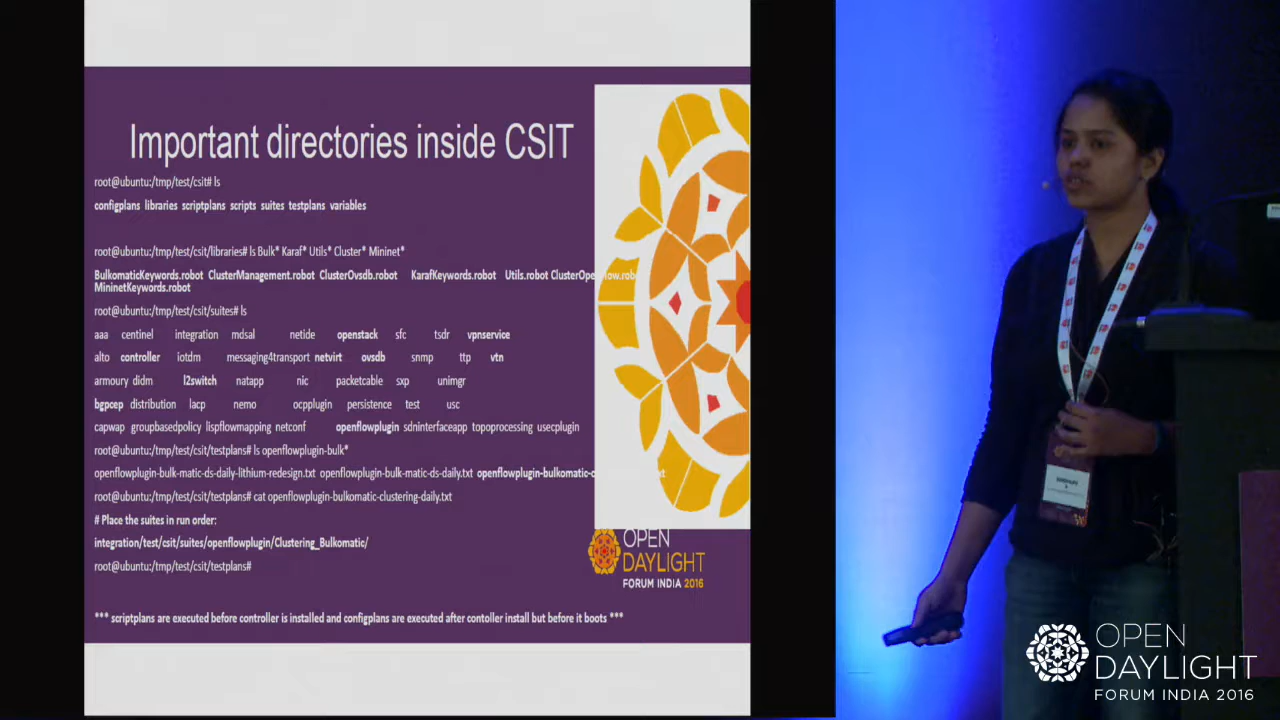 Important directories inside CSIT
root@ubuntu:/tmp/test/csit# ls
configplans libraries scriptplans scripts suites testplans variables
root@ubuntu:/tmp/test/csit/libraries# ls Bulk* Karaf* Utils* Cluster* Mininet*
BulkomaticKeywords.robot ClusterManagement.robot ClusterOvsdb.robot KarafKeywords.robot Utils.robot
MininetKeywords.robot
root@ubuntu:/tmp/test/csit/suites# ls
aaa centinel integration mdsal netide openstack sfc tsdr vpnservice
alto controller iotdm messaging4transport netvirt ovsdb snmp ttp vtn
armoury didm l2switch natapp nic packetcable sxp unimgr
bgpcep distribution lacp nemo ocpplugin persistence test usc
capwap groupbasedpolicy lispflowmapping netconf openflowplugin sdninterfaceapp topoprocessing usecplugin
root@ubuntu:/tmp/test/csit/testplans# ls openflowplugin-bulk*
openflowplugin-bulk-matic-ds-daily-lithium-redesign.txt openflowplugin-bulk-matic-ds-daily.txt
root@ubuntu:/tmp/test/csit/testplans# cat openflowplugin-bulkomatic-clustering-daily.txt
# Place the suites in run order:
integration/test/csit/suites/openflowplugin/Clustering_Bulkomatic/
root@ubuntu:/tmp/test/csit/testplans#
*** scriptplans are executed before controller is installed and configplans are executed after contoller install but before it boots ***
OPEN
DAYLIGHT
FORUM INDIA 2016
OPEN
DAYLIGHT
FORUM INDIA 2016